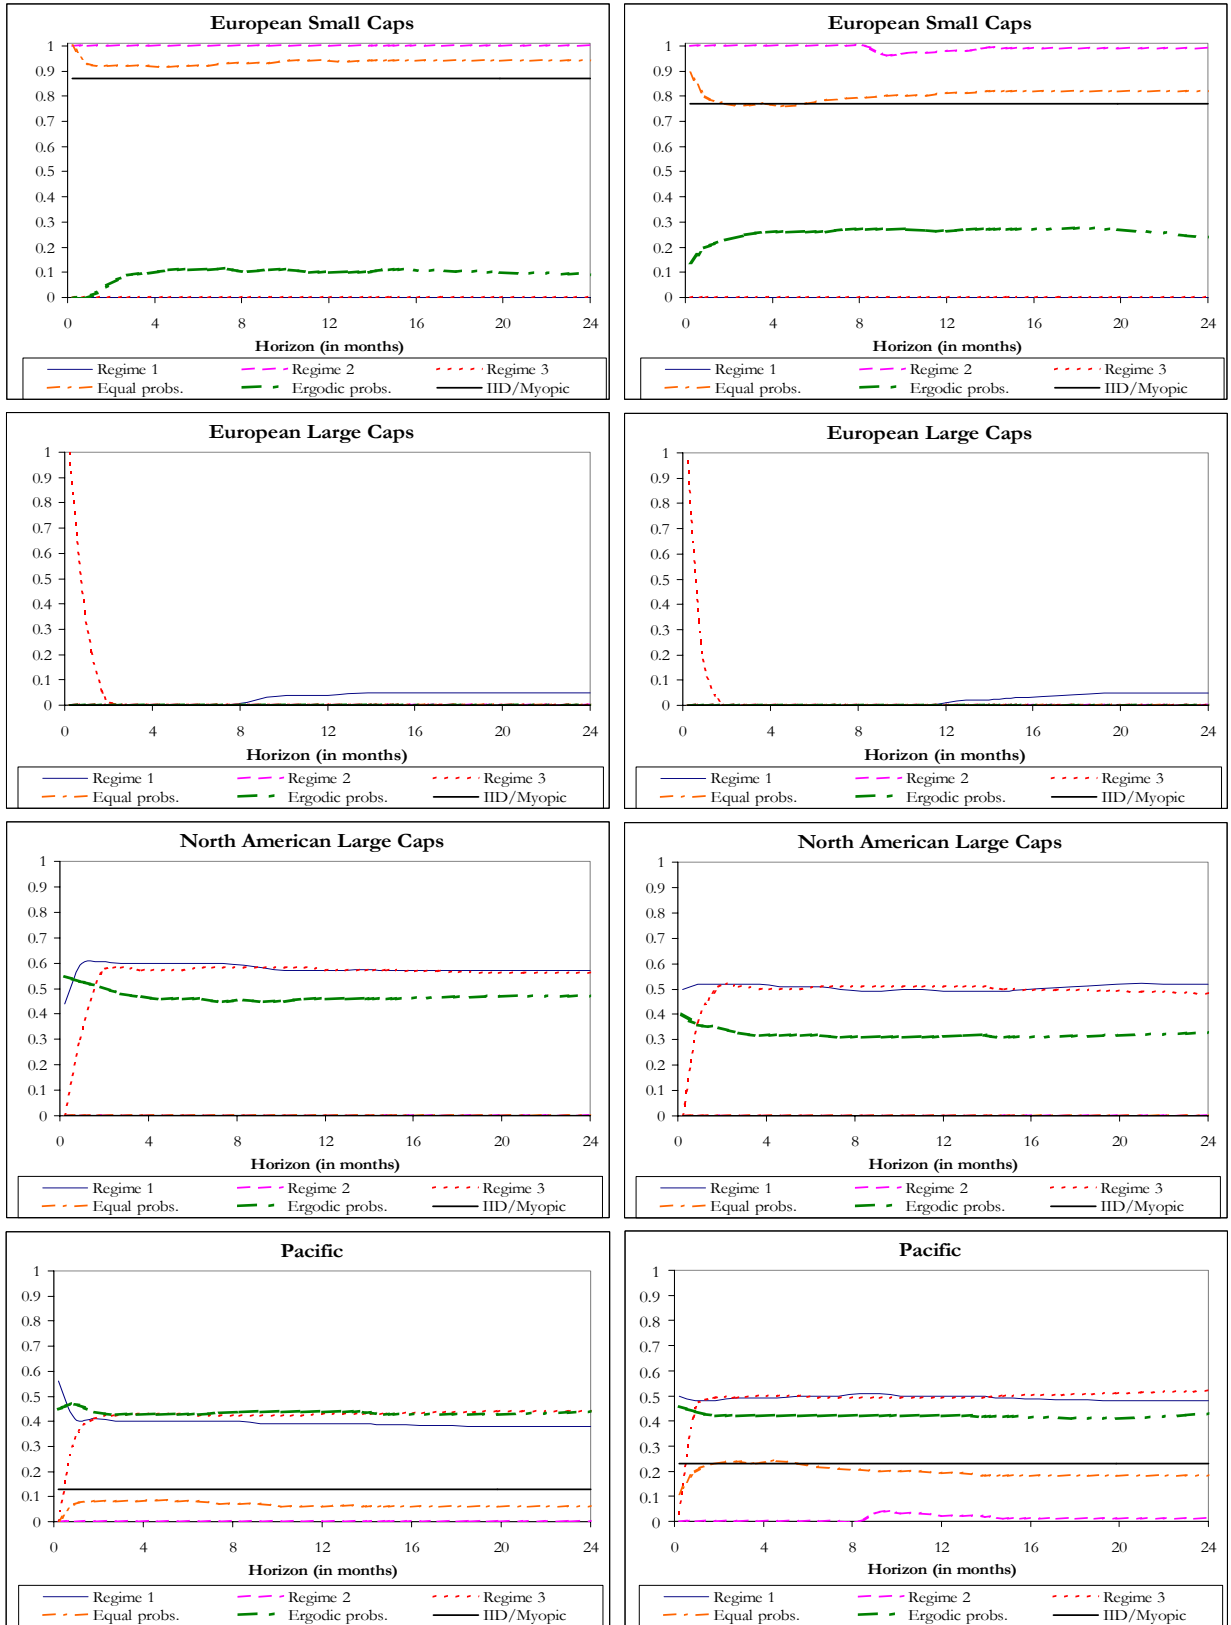 European Small Caps
1
0.9
0.8
0.7
0.6
0.5
0.4
0.3
0.2
0.1
0
0 4 8 12 16 20 24
Horizon (in months)
Regime 1 Regime 2 Regime 3
Equal probs. Ergodic probs. IID/Myopic
European Small Caps
1
0.9
0.8
0.7
0.6
0.5
0.4
0.3
0.2
0.1
0
0 4 8 12 16 20 24
Horizon (in months)
Regime 1 Regime 2 Regime 3
Equal probs. Ergodic probs. IID/Myopic
European Large Caps
1
0.9
0.8
0.7
0.6
0.5
0.4
0.3
0.2
0.1
0
0 4 8 12 16 20 24
Horizon (in months)
Regime 1 Regime 2 Regime 3
Equal probs. Ergodic probs. IID/Myopic
European Large Caps
1
0.9
0.8
0.7
0.6
0.5
0.4
0.3
0.2
0.1
0
0 4 8 12 16 20 24
Horizon (in months)
Regime 1 Regime 2 Regime 3
Equal probs. Ergodic probs. IID/Myopic
North American Large Caps
1
0.9
0.8
0.7
0.6
0.5
0.4
0.3
0.2
0.1
0
0 4 8 12 16 20 24
Horizon (in months)
Regime 1 Regime 2 Regime 3
Equal probs. Ergodic probs. IID/Myopic
North American Large Caps
1
0.9
0.8
0.7
0.6
0.5
0.4
0.3
0.2
0.1
0
0 4 8 12 16 20 24
Horizon (in months)
Regime 1 Regime 2 Regime 3
Equal probs. Ergodic probs. IID/Myopic
Pacific
1
0.9
0.8
0.7
0.6
0.5
0.4
0.3
0.2
0.1
0
0 4 8 12 16 20 24
Horizon (in months)
Regime 1 Regime 2 Regime 3
Equal probs. Ergodic probs. IID/Myopic
Pacific
1
0.9
0.8
0.7
0.6
0.5
0.4
0.3
0.2
0.1
0
0 4 8 12 16 20 24
Horizon (in months)
Regime 1 Regime 2 Regime 3
Equal probs. Ergodic probs. IID/Myopic